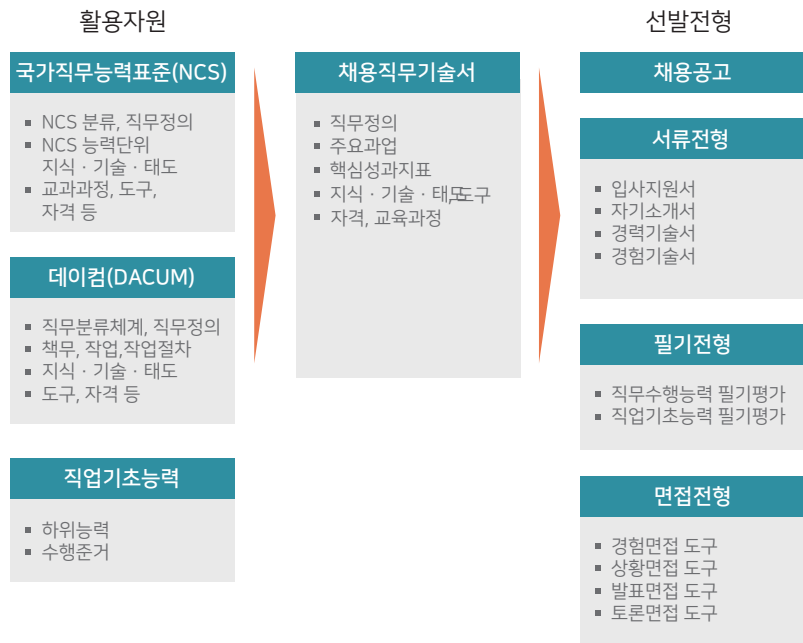 활용자원
국가직무능력표준(NCS)
▪ NCS 분류, 직무정의
▪ NCS 능력단위
지식 · 기술 · 태도
▪ 교과과정, 도구,
자격 등
데이컴(DACUM)
▪ 직무분류체계, 직무정의
▪ 책무, 작업,작업절차
▪ 지식 · 기술 · 태도
▪ 도구, 자격 등
직업기초능력
▪ 하위능력
▪ 수행준거
채용직무기술서
▪ 직무정의
▪ 주요과업
▪ 핵심성과지표
▪ 지식 · 기술 · 태도,도구
▪ 자격, 교육과정
선발전형
채용공고
서류전형
▪ 입사지원서
▪ 자기소개서
▪ 경력기술서
▪ 경험기술서
필기전형
▪ 직무수행능력 필기평가
▪ 직업기초능력 필기평가
면접전형
▪ 경험면접 도구
▪ 상황면접 도구
▪ 발표면접 도구
▪ 토론면접 도구